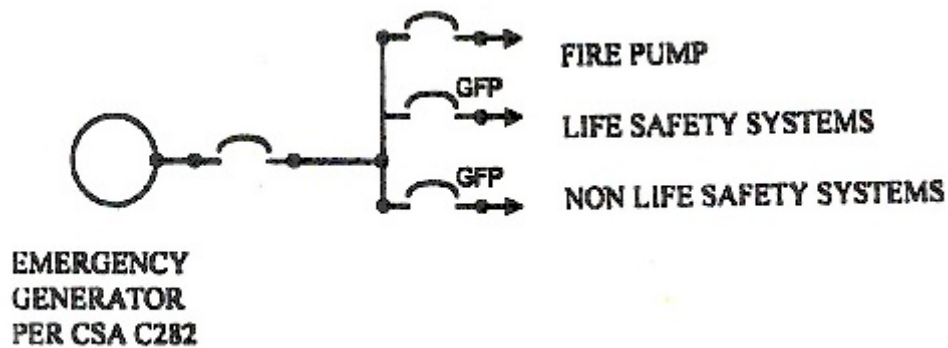 FIRE PUMP
GFP
LIFE SAFETY SYSTEMS
GFP
NON LIFE SAFETY SYSTEMS
EMERGENCY
GENERATOR
PER CSA C282